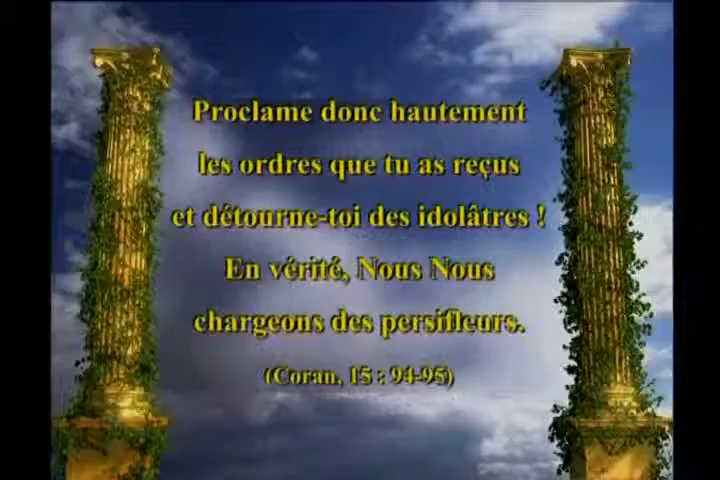 Proclame donc hautement
les ordres que tu as reçus
et détourne-toi des idolâtres !
En vérité, Nous Nous
chargeons des persifleurs.
(Coran, 15 : 94-95)